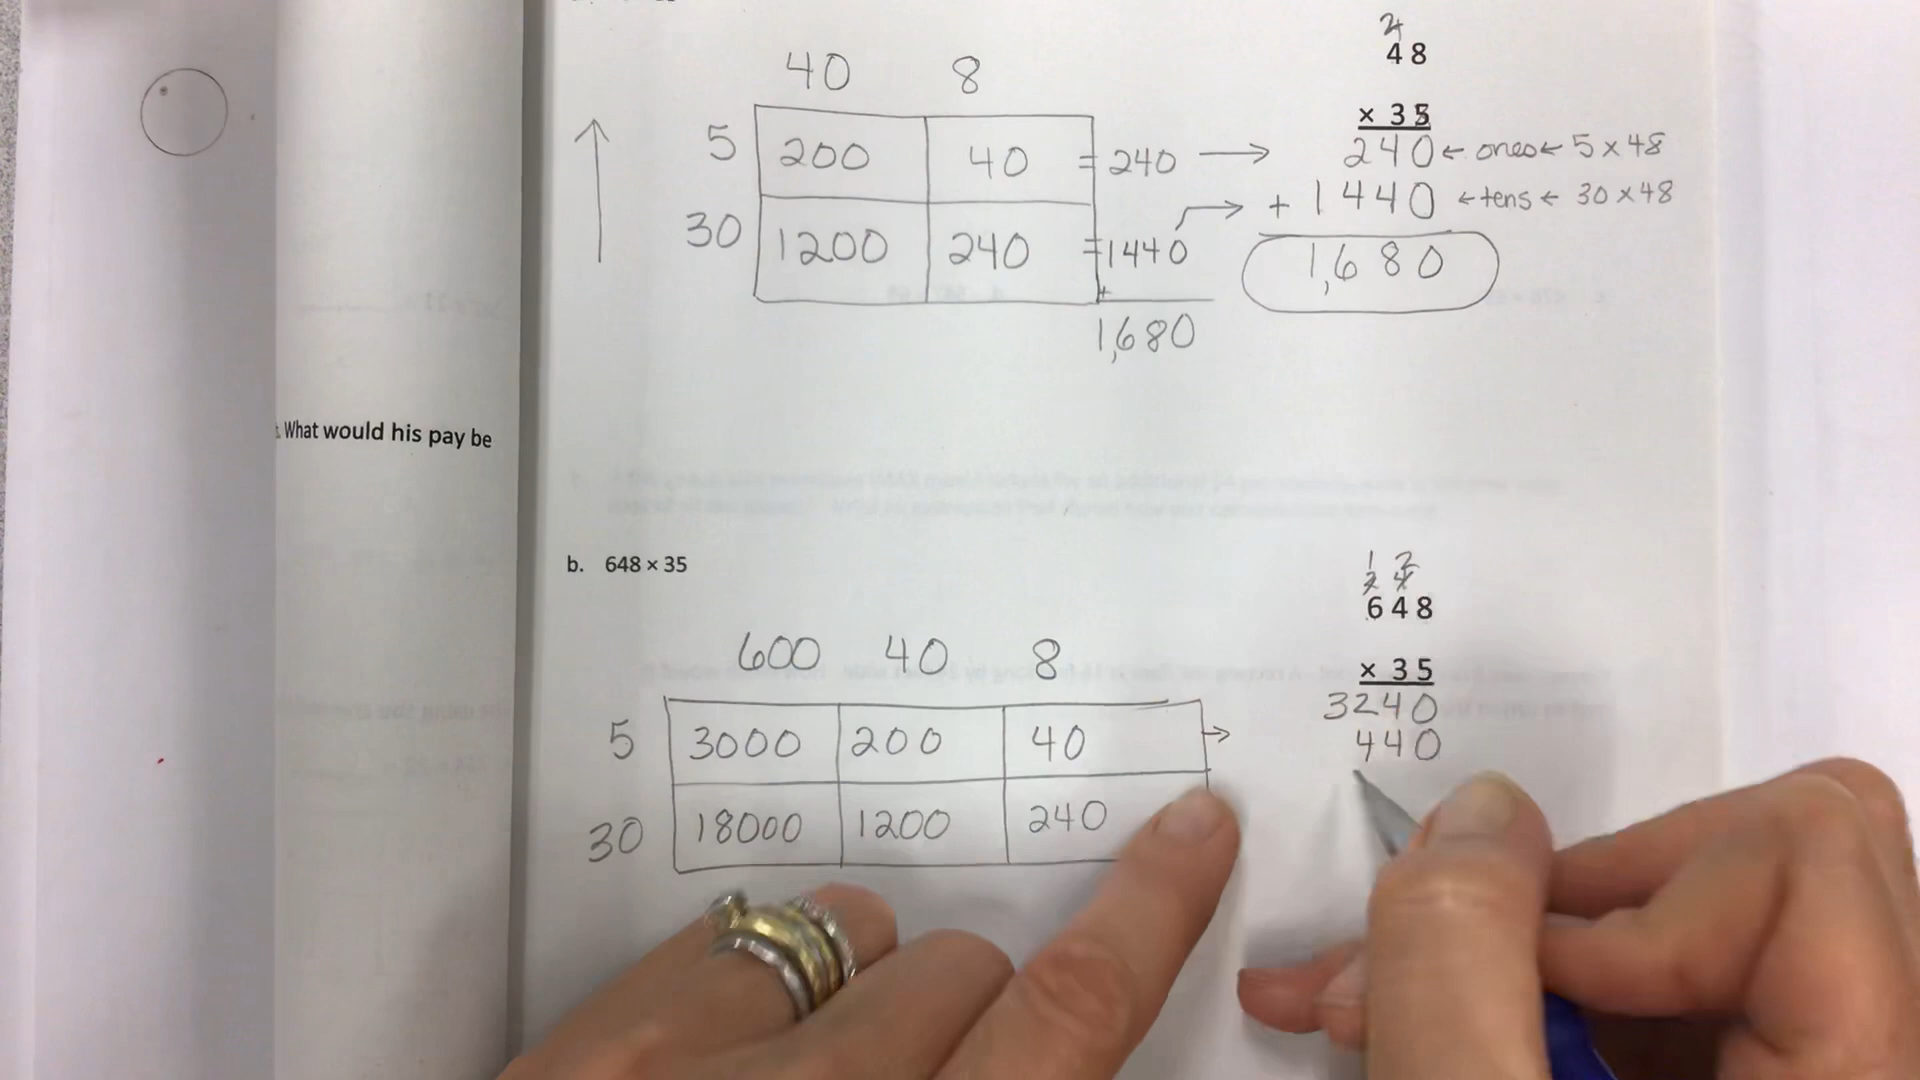 40 8
5 200 40 = 240
30 1200 240 = 1440
+
1,680
24
48
× 35
240 ← ones ← 5 x 48
+ 1440 ← tens ← 30 x 48
1,680
What would his pay be
b. 648 × 35
600 40 8
5 3000 200 40
30 18000 1200 240
1 2
2 4
648
× 35
3240
440